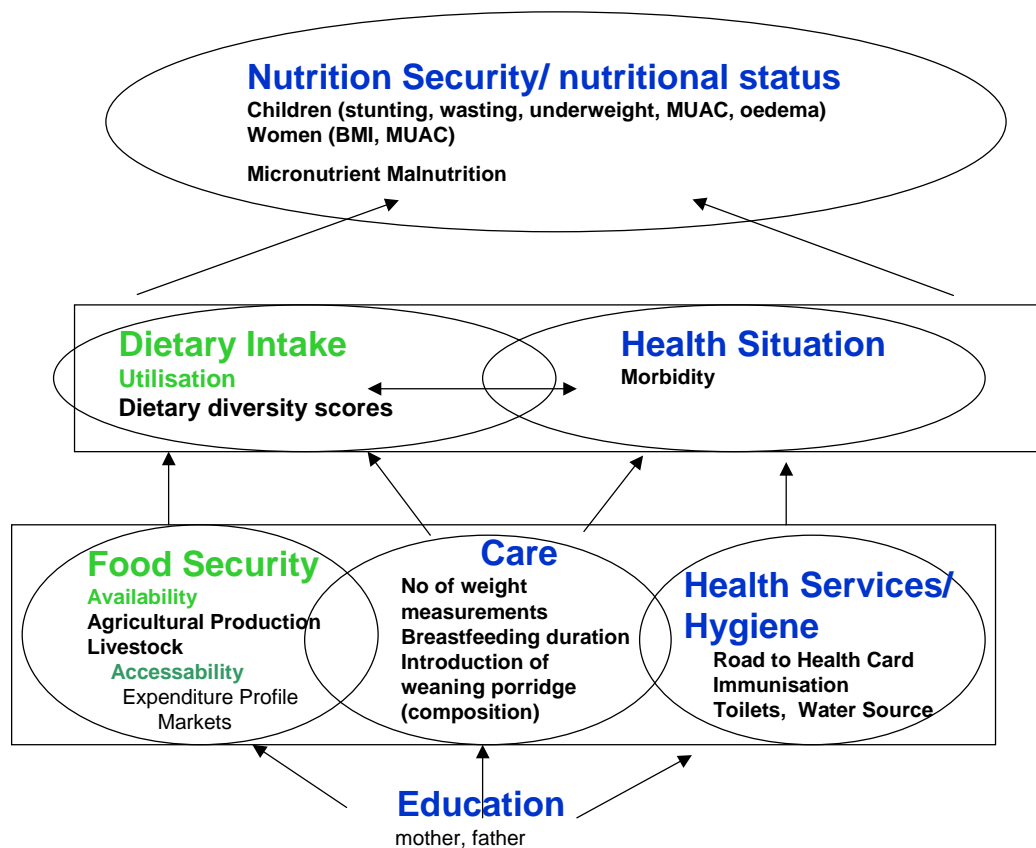 Nutrition Security/ nutritional status
Children (stunting, wasting, underweight, MUAC, oedema)
Women (BMI, MUAC)
Micronutrient Malnutrition
Dietary Intake
Utilisation
Dietary diversity scores
Health Situation
Morbidity
Food Security
Availability
Agricultural Production
Livestock
Accessability
Expenditure Profile
Markets
Care
No of weight
measurements
Breastfeeding duration
Introduction of
weaning porridge
(composition)
Health Services/
Hygiene
Road to Health Card
Immunisation
Toilets, Water Source
Education
mother, father